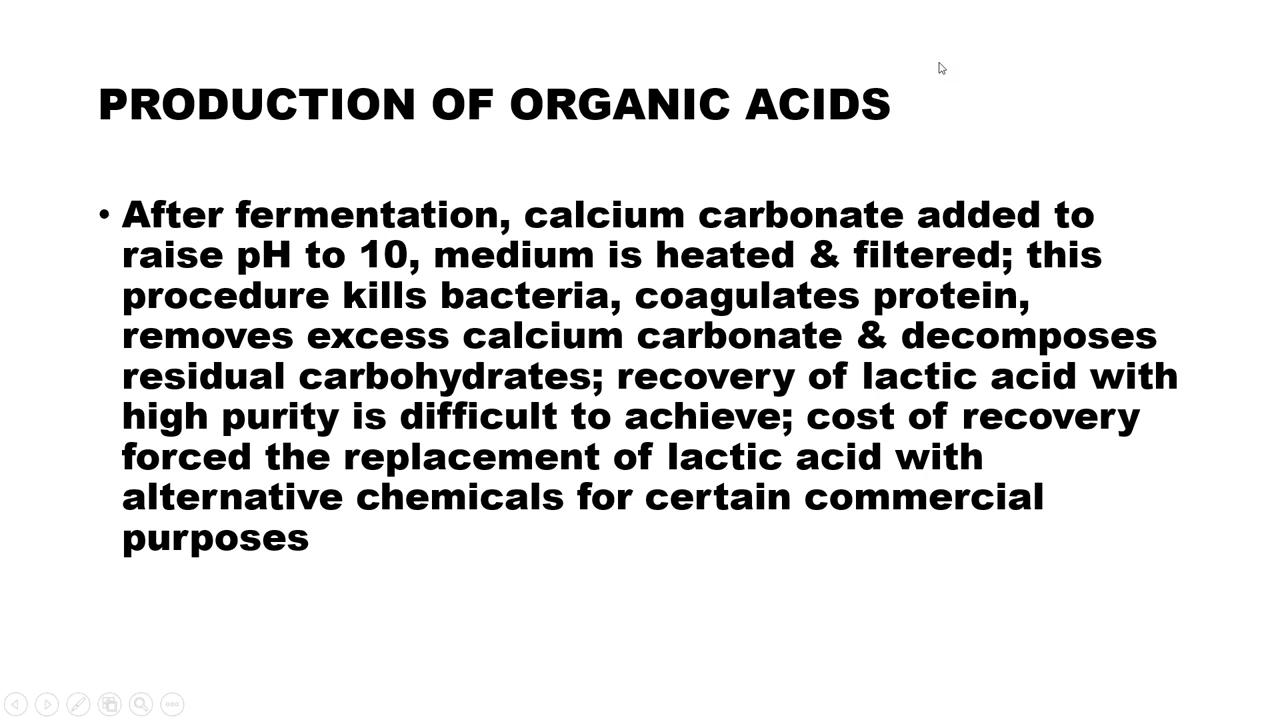 PRODUCTION OF ORGANIC ACIDS
• After fermentation, calcium carbonate added to
raise pH to 10, medium is heated & filtered; this
procedure kills bacteria, coagulates protein,
removes excess calcium carbonate & decomposes
residual carbohydrates; recovery of lactic acid with
high purity is difficult to achieve; cost of recovery
forced the replacement of lactic acid with
alternative chemicals for certain commercial
purposes